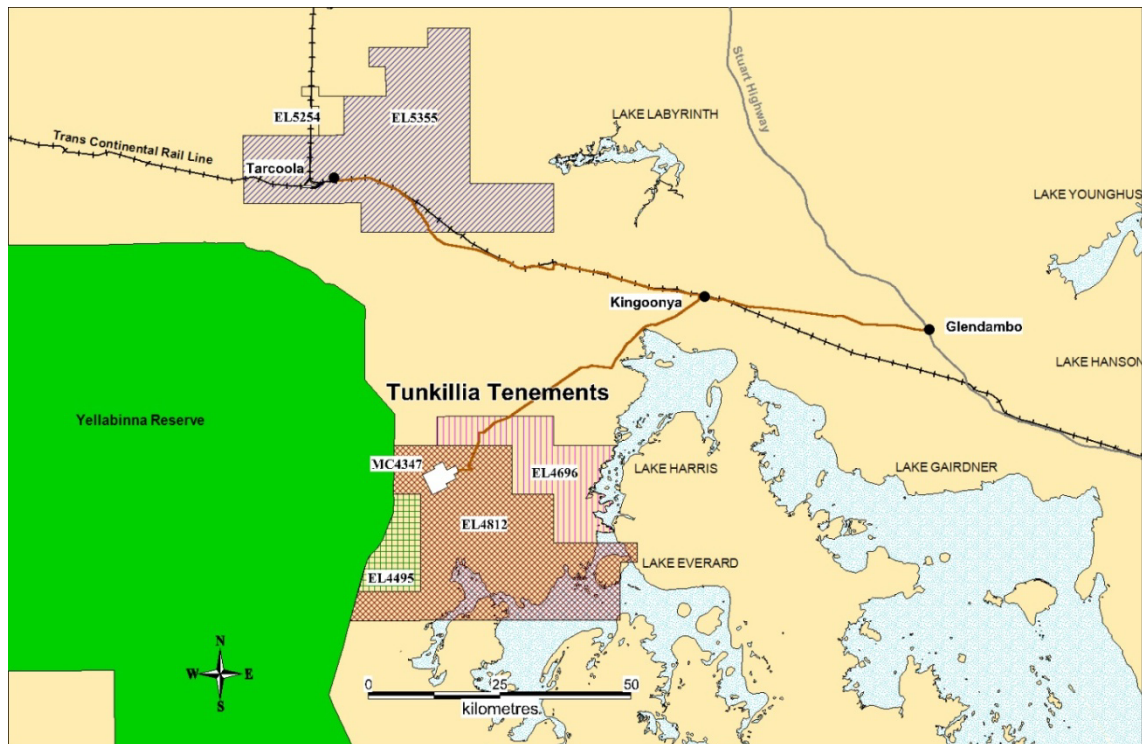 Stuart Highway
EL5254
EL5355
LAKE LABYRINTH
Trans Continental Rail Line
Tarcoola
LAKE YOUNGHUS
Kingoonya
Glendambo
LAKE HANSON
Tunkillia Tenements
Yellabinna Reserve
MC4347
EL4696
LAKE HARRIS
LAKE GAIRDNER
EL4812
LAKE EVERARD
EL4495
N
W E
S
0 25 50
kilometres.